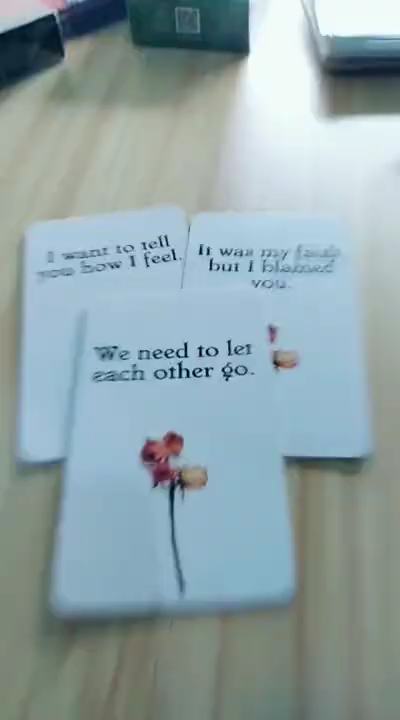 I want to tell
you how I feel.
It was my fault
but I blamed
you.
We need to let
each other go.